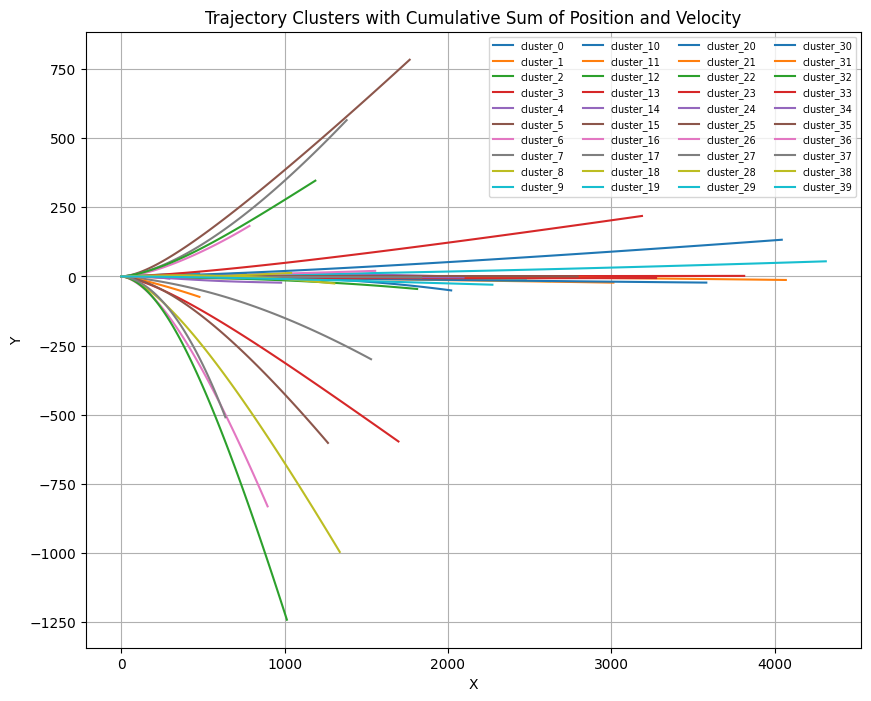 Trajectory Clusters with Cumulative Sum of Position and Velocity
cluster_0 cluster_10 cluster_20 cluster_30
cluster_1 cluster_11 cluster_21 cluster_31
cluster_2 cluster_12 cluster_22 cluster_32
cluster_3 cluster_13 cluster_23 cluster_33
cluster_4 cluster_14 cluster_24 cluster_34
cluster_5 cluster_15 cluster_25 cluster_35
cluster_6 cluster_16 cluster_26 cluster_36
cluster_7 cluster_17 cluster_27 cluster_37
cluster_8 cluster_18 cluster_28 cluster_38
cluster_9 cluster_19 cluster_29 cluster_39
750
500
250
0
−250
−500
−750
−1000
−1250
Y
0 1000 2000 3000 4000
X